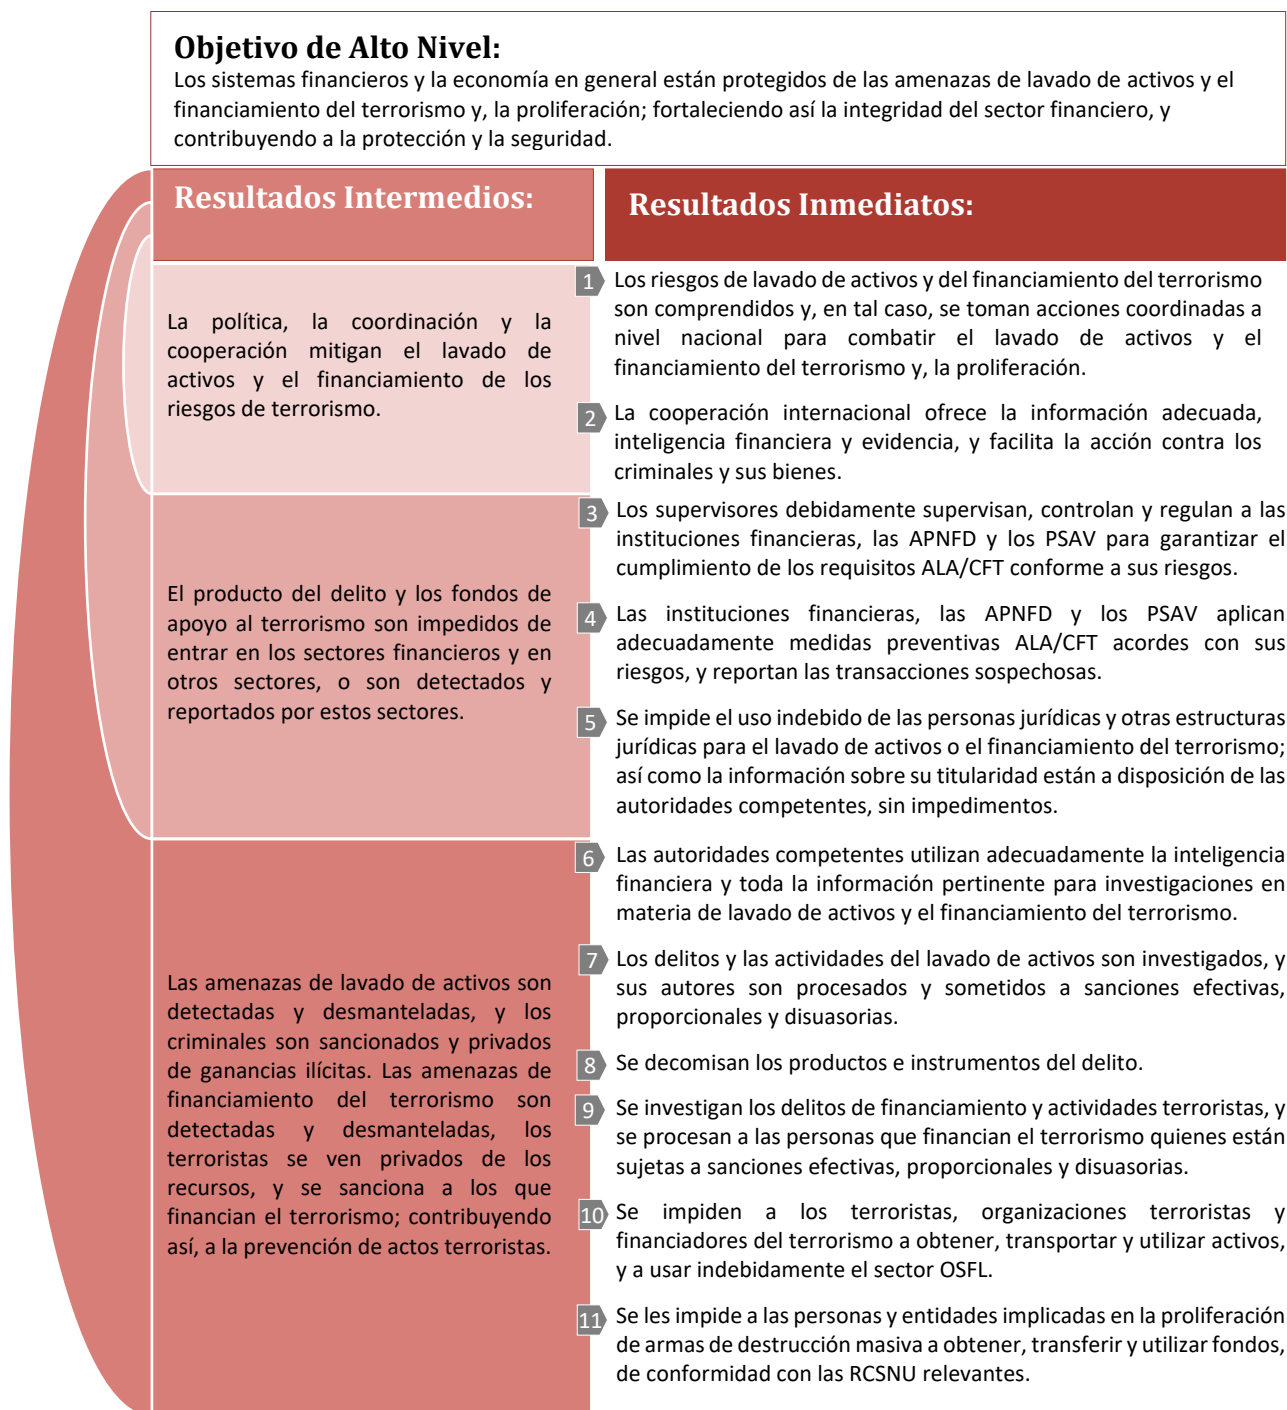 Objetivo de Alto Nivel:
Los sistemas financieros y la economía en general están protegidos de las amenazas de lavado de activos y el
financiamiento del terrorismo y, la proliferación; fortaleciendo así la integridad del sector financiero, y
contribuyendo a la protección y la seguridad.
Resultados Intermedios:
Resultados Inmediatos:
La política, la coordinación y la
cooperación mitigan el lavado de
activos y el financiamiento de los
riesgos de terrorismo.
1 Los riesgos de lavado de activos y del financiamiento del terrorismo
son comprendidos y, en tal caso, se toman acciones coordinadas a
nivel nacional para combatir el lavado de activos y el
financiamiento del terrorismo y, la proliferación.
2 La cooperación internacional ofrece la información adecuada,
inteligencia financiera y evidencia, y facilita la acción contra los
criminales y sus bienes.
El producto del delito y los fondos de
apoyo al terrorismo son impedidos de
entrar en los sectores financieros y en
otros sectores, o son detectados y
reportados por estos sectores.
3 Los supervisores debidamente supervisan, controlan y regulan a las
instituciones financieras, las APNFD y los PSAV para garantizar el
cumplimiento de los requisitos ALA/CFT conforme a sus riesgos.
4 Las instituciones financieras, las APNFD y los PSAV aplican
adecuadamente medidas preventivas ALA/CFT acordes con sus
riesgos, y reportan las transacciones sospechosas.
5 Se impide el uso indebido de las personas jurídicas y otras estructuras
jurídicas para el lavado de activos o el financiamiento del terrorismo;
así como la información sobre su titularidad están a disposición de las
autoridades competentes, sin impedimentos.
Las amenazas de lavado de activos son
detectadas y desmanteladas, y los
criminales son sancionados y privados
de ganancias ilícitas. Las amenazas de
financiamiento del terrorismo son
detectadas y desmanteladas, los
terroristas se ven privados de los
recursos, y se sanciona a los que
financian el terrorismo; contribuyendo
así, a la prevención de actos terroristas.
6 Las autoridades competentes utilizan adecuadamente la inteligencia
financiera y toda la información pertinente para investigaciones en
materia de lavado de activos y el financiamiento del terrorismo.
7 Los delitos y las actividades del lavado de activos son investigados, y
sus autores son procesados y sometidos a sanciones efectivas,
proporcionales y disuasorias.
8 Se decomisan los productos e instrumentos del delito.
9 Se investigan los delitos de financiamiento y actividades terroristas, y
se procesan a las personas que financian el terrorismo quienes están
sujetas a sanciones efectivas, proporcionales y disuasorias.
10 Se impiden a los terroristas, organizaciones terroristas y
financiadores del terrorismo a obtener, transportar y utilizar activos,
y a usar indebidamente el sector OSFL.
11 Se les impide a las personas y entidades implicadas en la proliferación
de armas de destrucción masiva a obtener, transferir y utilizar fondos,
de conformidad con las RCSNU relevantes.